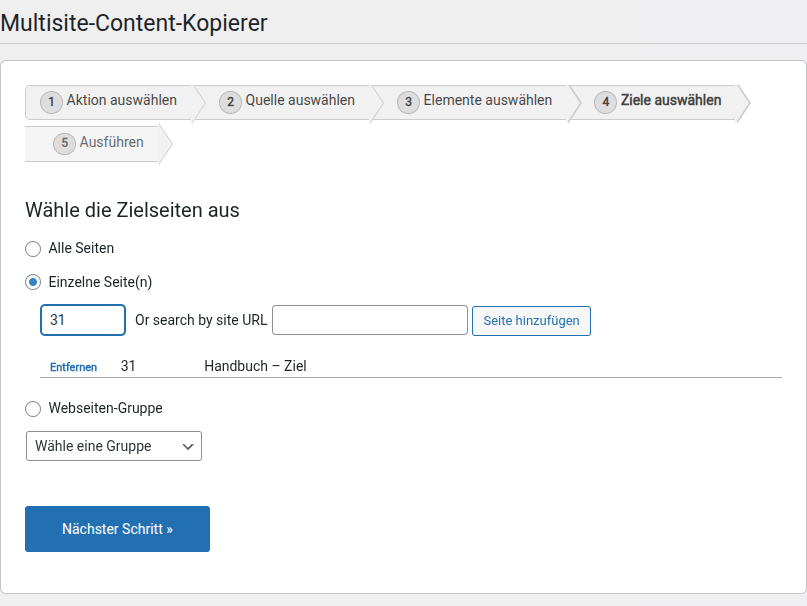 Multisite-Content-Kopierer
1 Aktion auswählen 2 Quelle auswählen 3 Elemente auswählen 4 Ziele auswählen
5 Ausführen
Wähle die Zielseiten aus
Alle Seiten
Einzelne Seite(n)
31 Or search by site URL Seite hinzufügen
Entfernen 31 Handbuch – Ziel
Webseiten-Gruppe
Wähle eine Gruppe
Nächster Schritt »